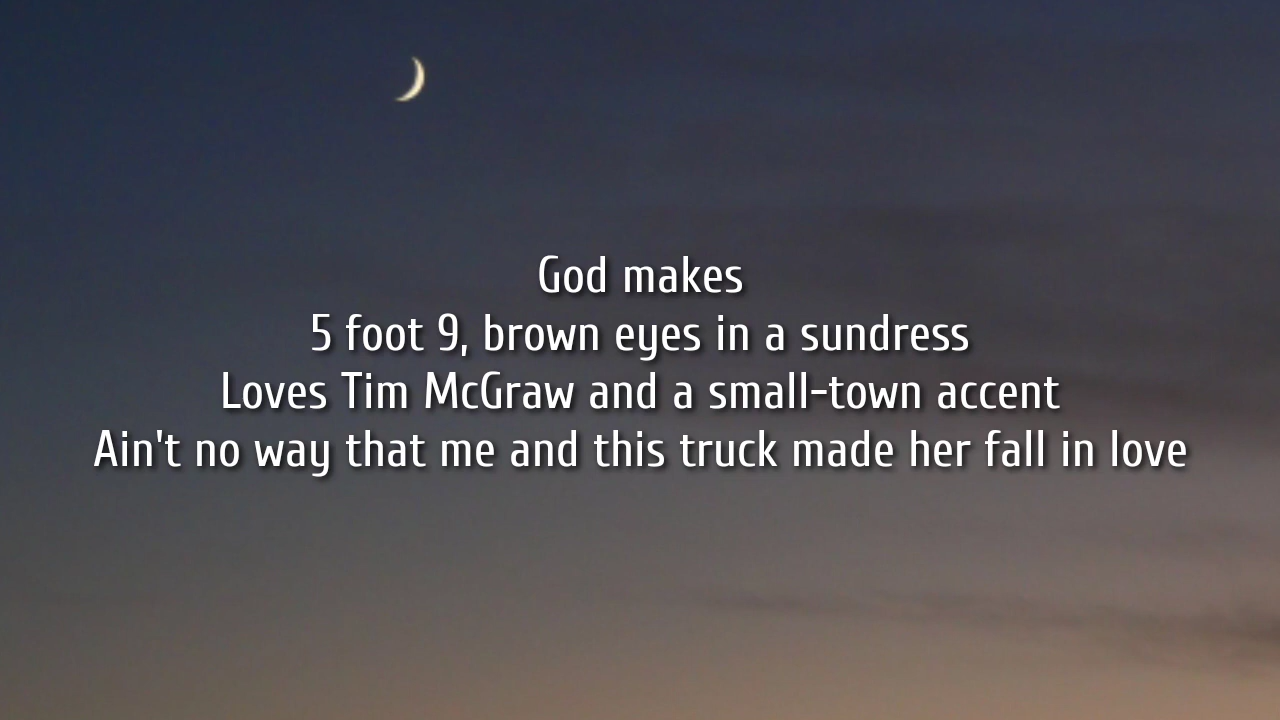 God makes
5 foot 9, brown eyes in a sundress
Loves Tim McGraw and a small-town accent
Ain't no way that me and this truck made her fall in love